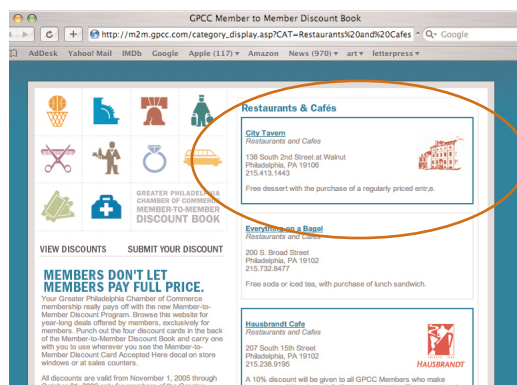 GPCC Member to Member Discount Book
http://m2m.gpcc.com/category_display.asp?CAT=Restaurants%20and%20Cafes
Google
AdDesk Yahoo! Mail IMDb Google Apple (117) Amazon News (970) art letterpress
GREATER PHILADELPHIA
CHAMBER OF COMMERCE
MEMBER-TO-MEMBER
DISCOUNT BOOK
VIEW DISCOUNTS SUBMIT YOUR DISCOUNT
MEMBERS DON'T LET
MEMBERS PAY FULL PRICE.
Your Greater Philadelphia Chamber of Commerce
membership really pays off with the new Member-to-
Member Discount Program. Browse this website for
year-long deals offered by members, exclusively for
members. Punch out the four discount cards in the back
of the Member-to-Member Discount Book and carry one
with you to use wherever you see the Member-to-
Member Discount Card Accepted Here decal on store
windows or at sales counters.
All discounts are valid from November 1, 2005 through
Restaurants & Cafés
City Tavern
Restaurants and Cafes
138 South 2nd Street at Walnut
Philadelphia, PA 19106
215.413.1443
Free dessert with the purchase of a regularly priced entrée.
Everything on a Bagel
Restaurants and Cafes
200 S. Broad Street
Philadelphia, PA 19102
215.732.8477
Free soda or iced tea, with purchase of lunch sandwich.
Hausbrandt Cafe
Restaurants and Cafes
207 South 15th Street
Philadelphia, PA 19102
215.238.9195
HAUSBRANDT
A 10% discount will be given to all GPCC Members who make